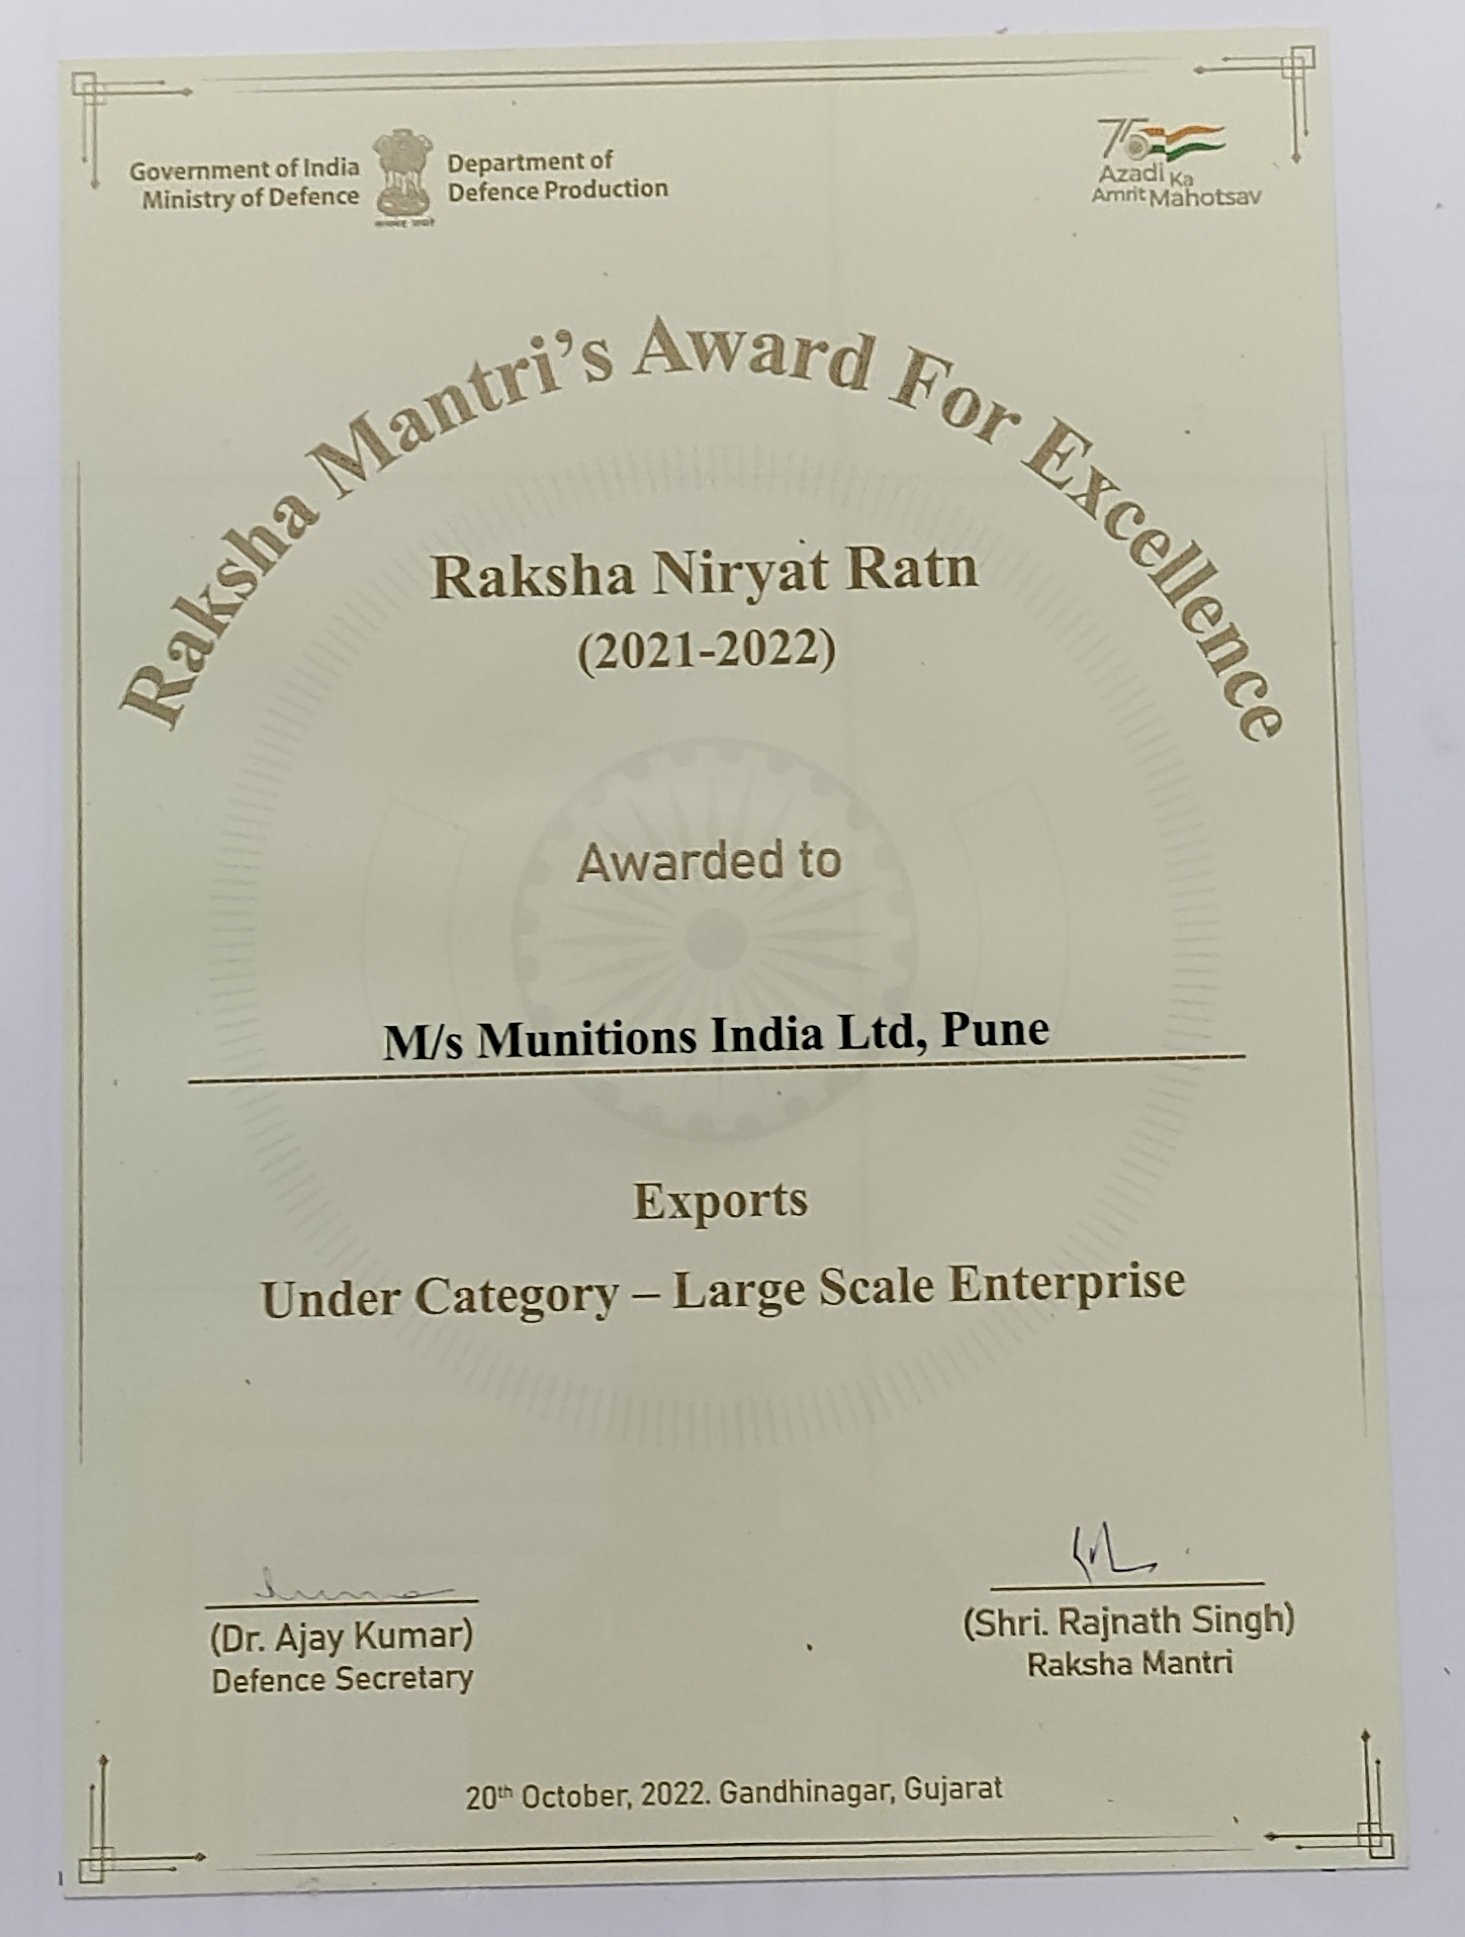 Government of India
Ministry of Defence
Department of
Defence Production
75
Azadi Ka
Amrit Mahotsav
Raksha Mantri's Award For Excellence
Raksha Niryat Ratn
(2021-2022)
Awarded to
M/s Munitions India Ltd, Pune
Exports
Under Category – Large Scale Enterprise
(Dr. Ajay Kumar)
Defence Secretary
(Shri. Rajnath Singh)
Raksha Mantri
20th October, 2022. Gandhinagar, Gujarat